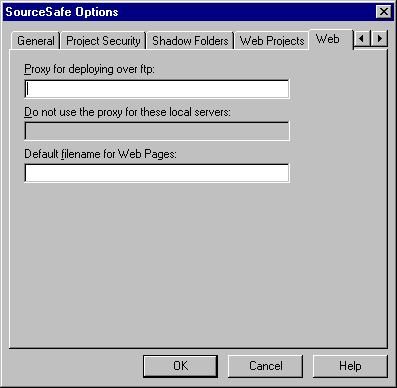 SourceSafe Options
General Project Security Shadow Folders Web Projects Web
Proxy for deploying over ftp:
Do not use the proxy for these local servers:
Default filename for Web Pages:
OK Cancel Help